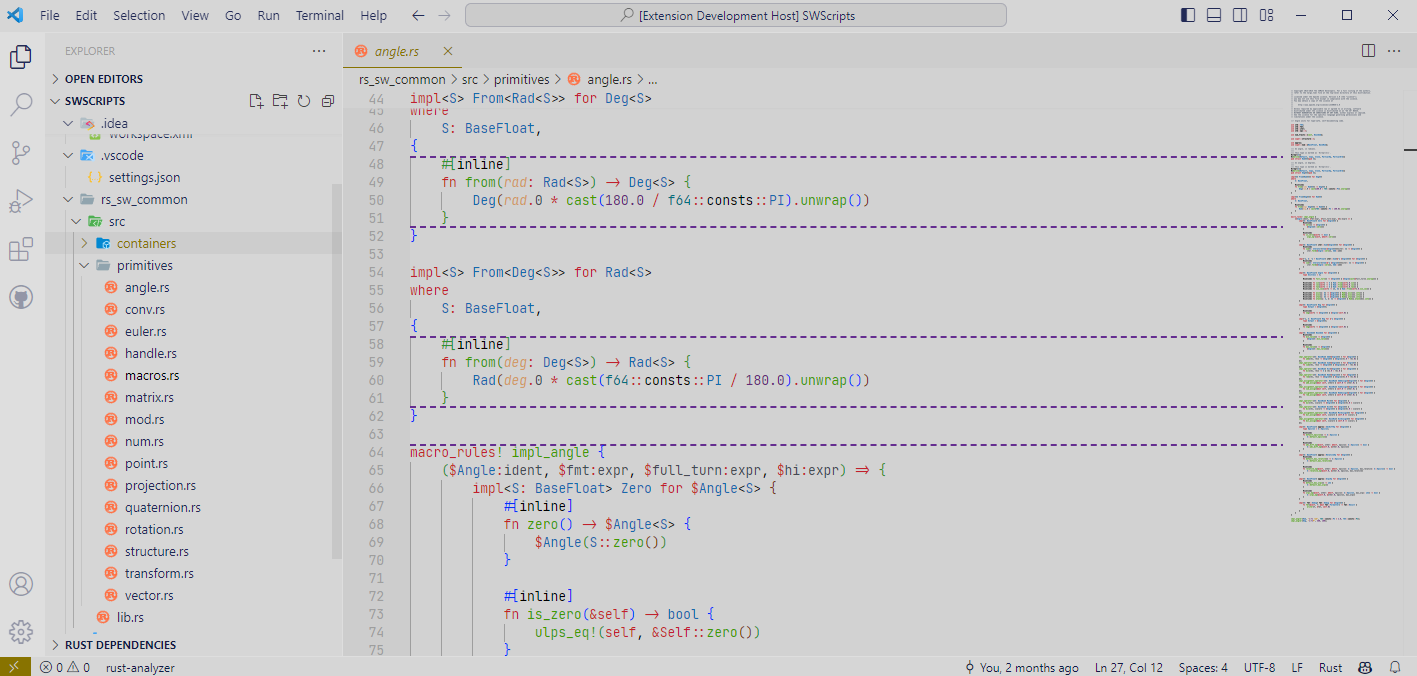 File Edit Selection View Go Run Terminal Help [Extension Development Host] SWScripts
EXPLORER
OPEN EDITORS
SWSCRIPTS
.idea
workspace.xml
.vscode
settings.json
rs_sw_common
src
containers
primitives
angle.rs
conv.rs
euler.rs
handle.rs
macros.rs
matrix.rs
mod.rs
num.rs
point.rs
projection.rs
quaternion.rs
rotation.rs
structure.rs
transform.rs
vector.rs
lib.rs
RUST DEPENDENCIES
angle.rs
rs_sw_common > src > primitives > angle.rs > ...
44 impl<S> From<Rad<S>> for Deg<S>
45 where
46 S: BaseFloat,
47 {
48 #[inline]
49 fn from(rad: Rad<S>) -> Deg<S> {
50 Deg(rad.0 * cast(180.0 / f64::consts::PI).unwrap())
51 }
52 }
53
54 impl<S> From<Deg<S>> for Rad<S>
55 where
56 S: BaseFloat,
57 {
58 #[inline]
59 fn from(deg: Deg<S>) -> Rad<S> {
60 Rad(deg.0 * cast(f64::consts::PI / 180.0).unwrap())
61 }
62 }
63
64 macro_rules! impl_angle {
65 ($Angle:ident, $fmt:expr, $full_turn:expr, $hi:expr) => {
66 impl<S: BaseFloat> Zero for $Angle<S> {
67 #[inline]
68 fn zero() -> $Angle<S> {
69 $Angle(S::zero())
70 }
71
72 #[inline]
73 fn is_zero(&self) -> bool {
74 ulps_eq!(self, &Self::zero())
75 }
0 0 rust-analyzer You, 2 months ago Ln 27, Col 12 Spaces: 4 UTF-8 LF Rust